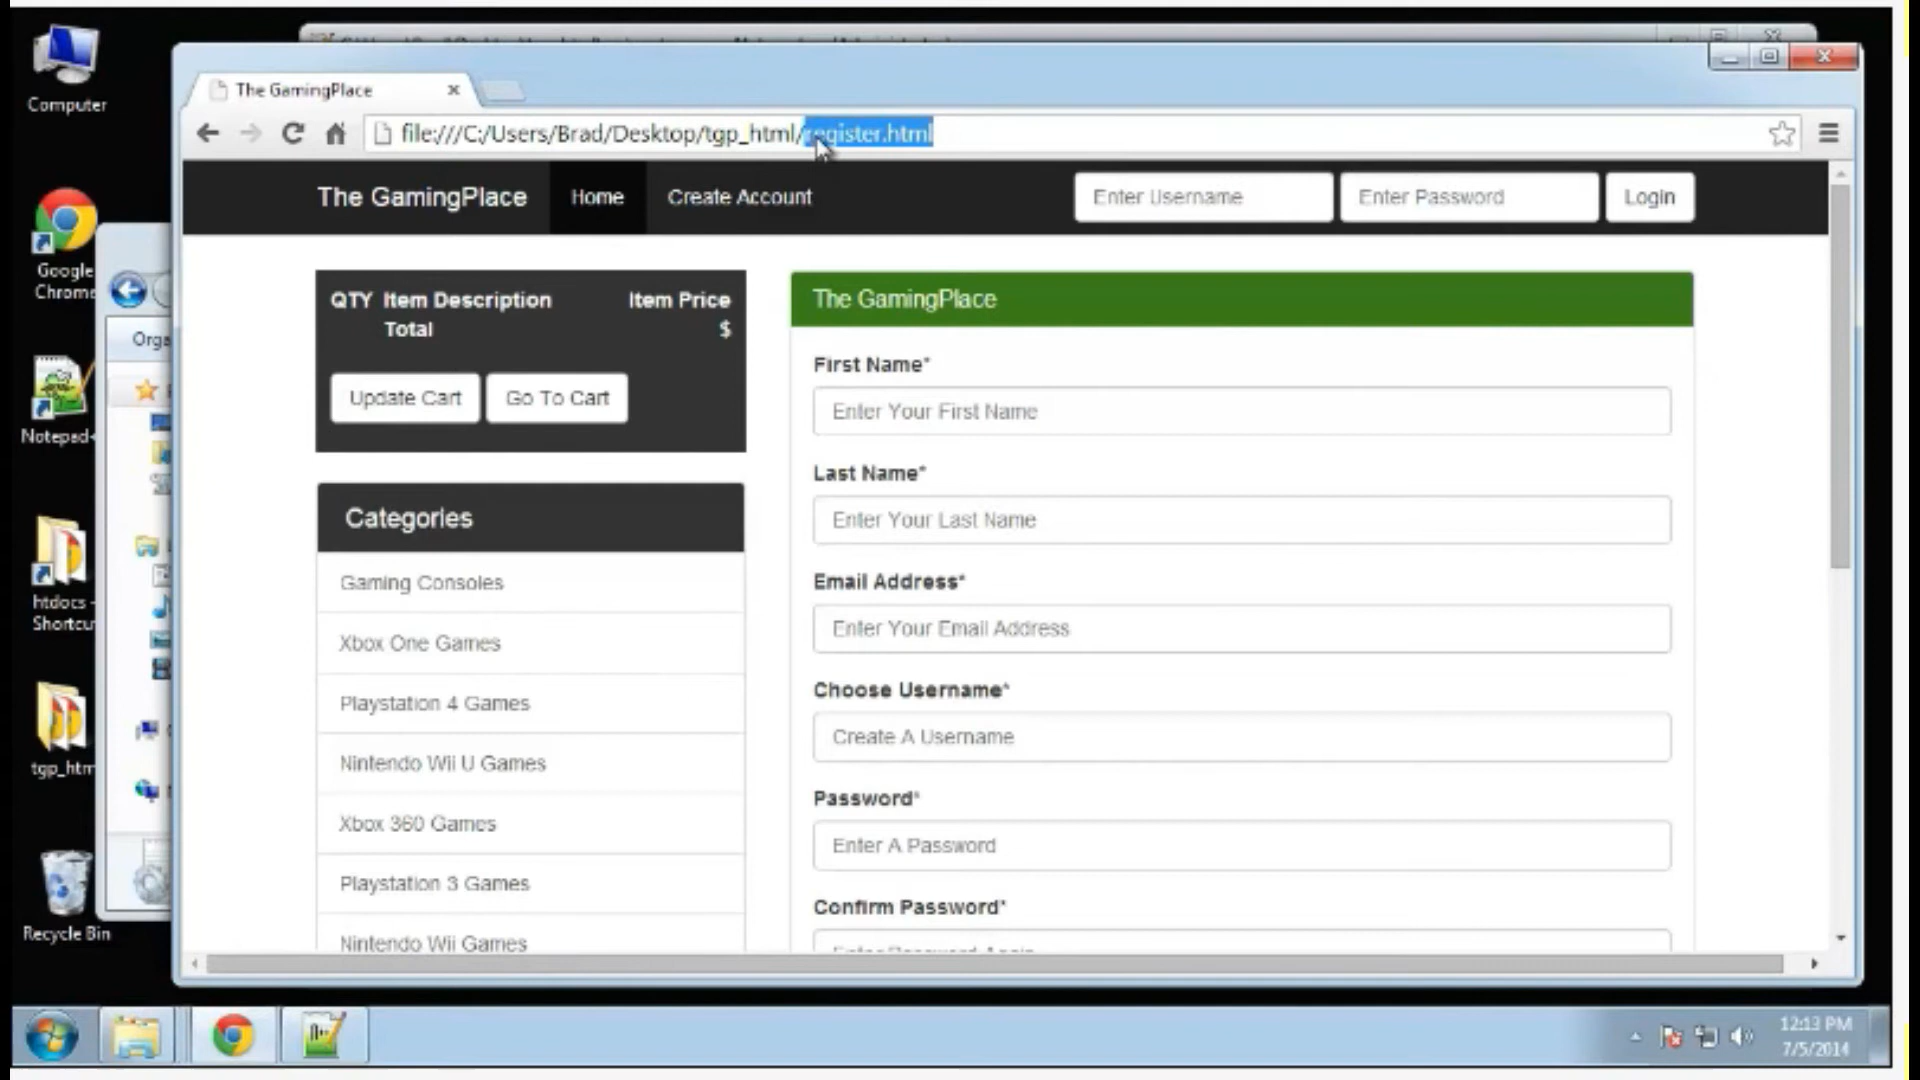 Computer
The GamingPlace
file:///C:/Users/Brad/Desktop/tgp_html/register.html
The GamingPlace
Home
Create Account
Enter Username
Enter Password
Login
Google
Chrome
QTY Item Description Item Price
Total $
Update Cart
Go To Cart
The GamingPlace
First Name*
Enter Your First Name
Last Name*
Enter Your Last Name
Email Address*
Enter Your Email Address
Choose Username*
Create A Username
Password*
Enter A Password
Confirm Password*
Categories
Gaming Consoles
Xbox One Games
Playstation 4 Games
Nintendo Wii U Games
Xbox 360 Games
Playstation 3 Games
Nintendo Wii Games
Orga
Notepad+
htdocs -
Shortcu
tgp_htm
Recycle Bin
12:13 PM
7/5/2014